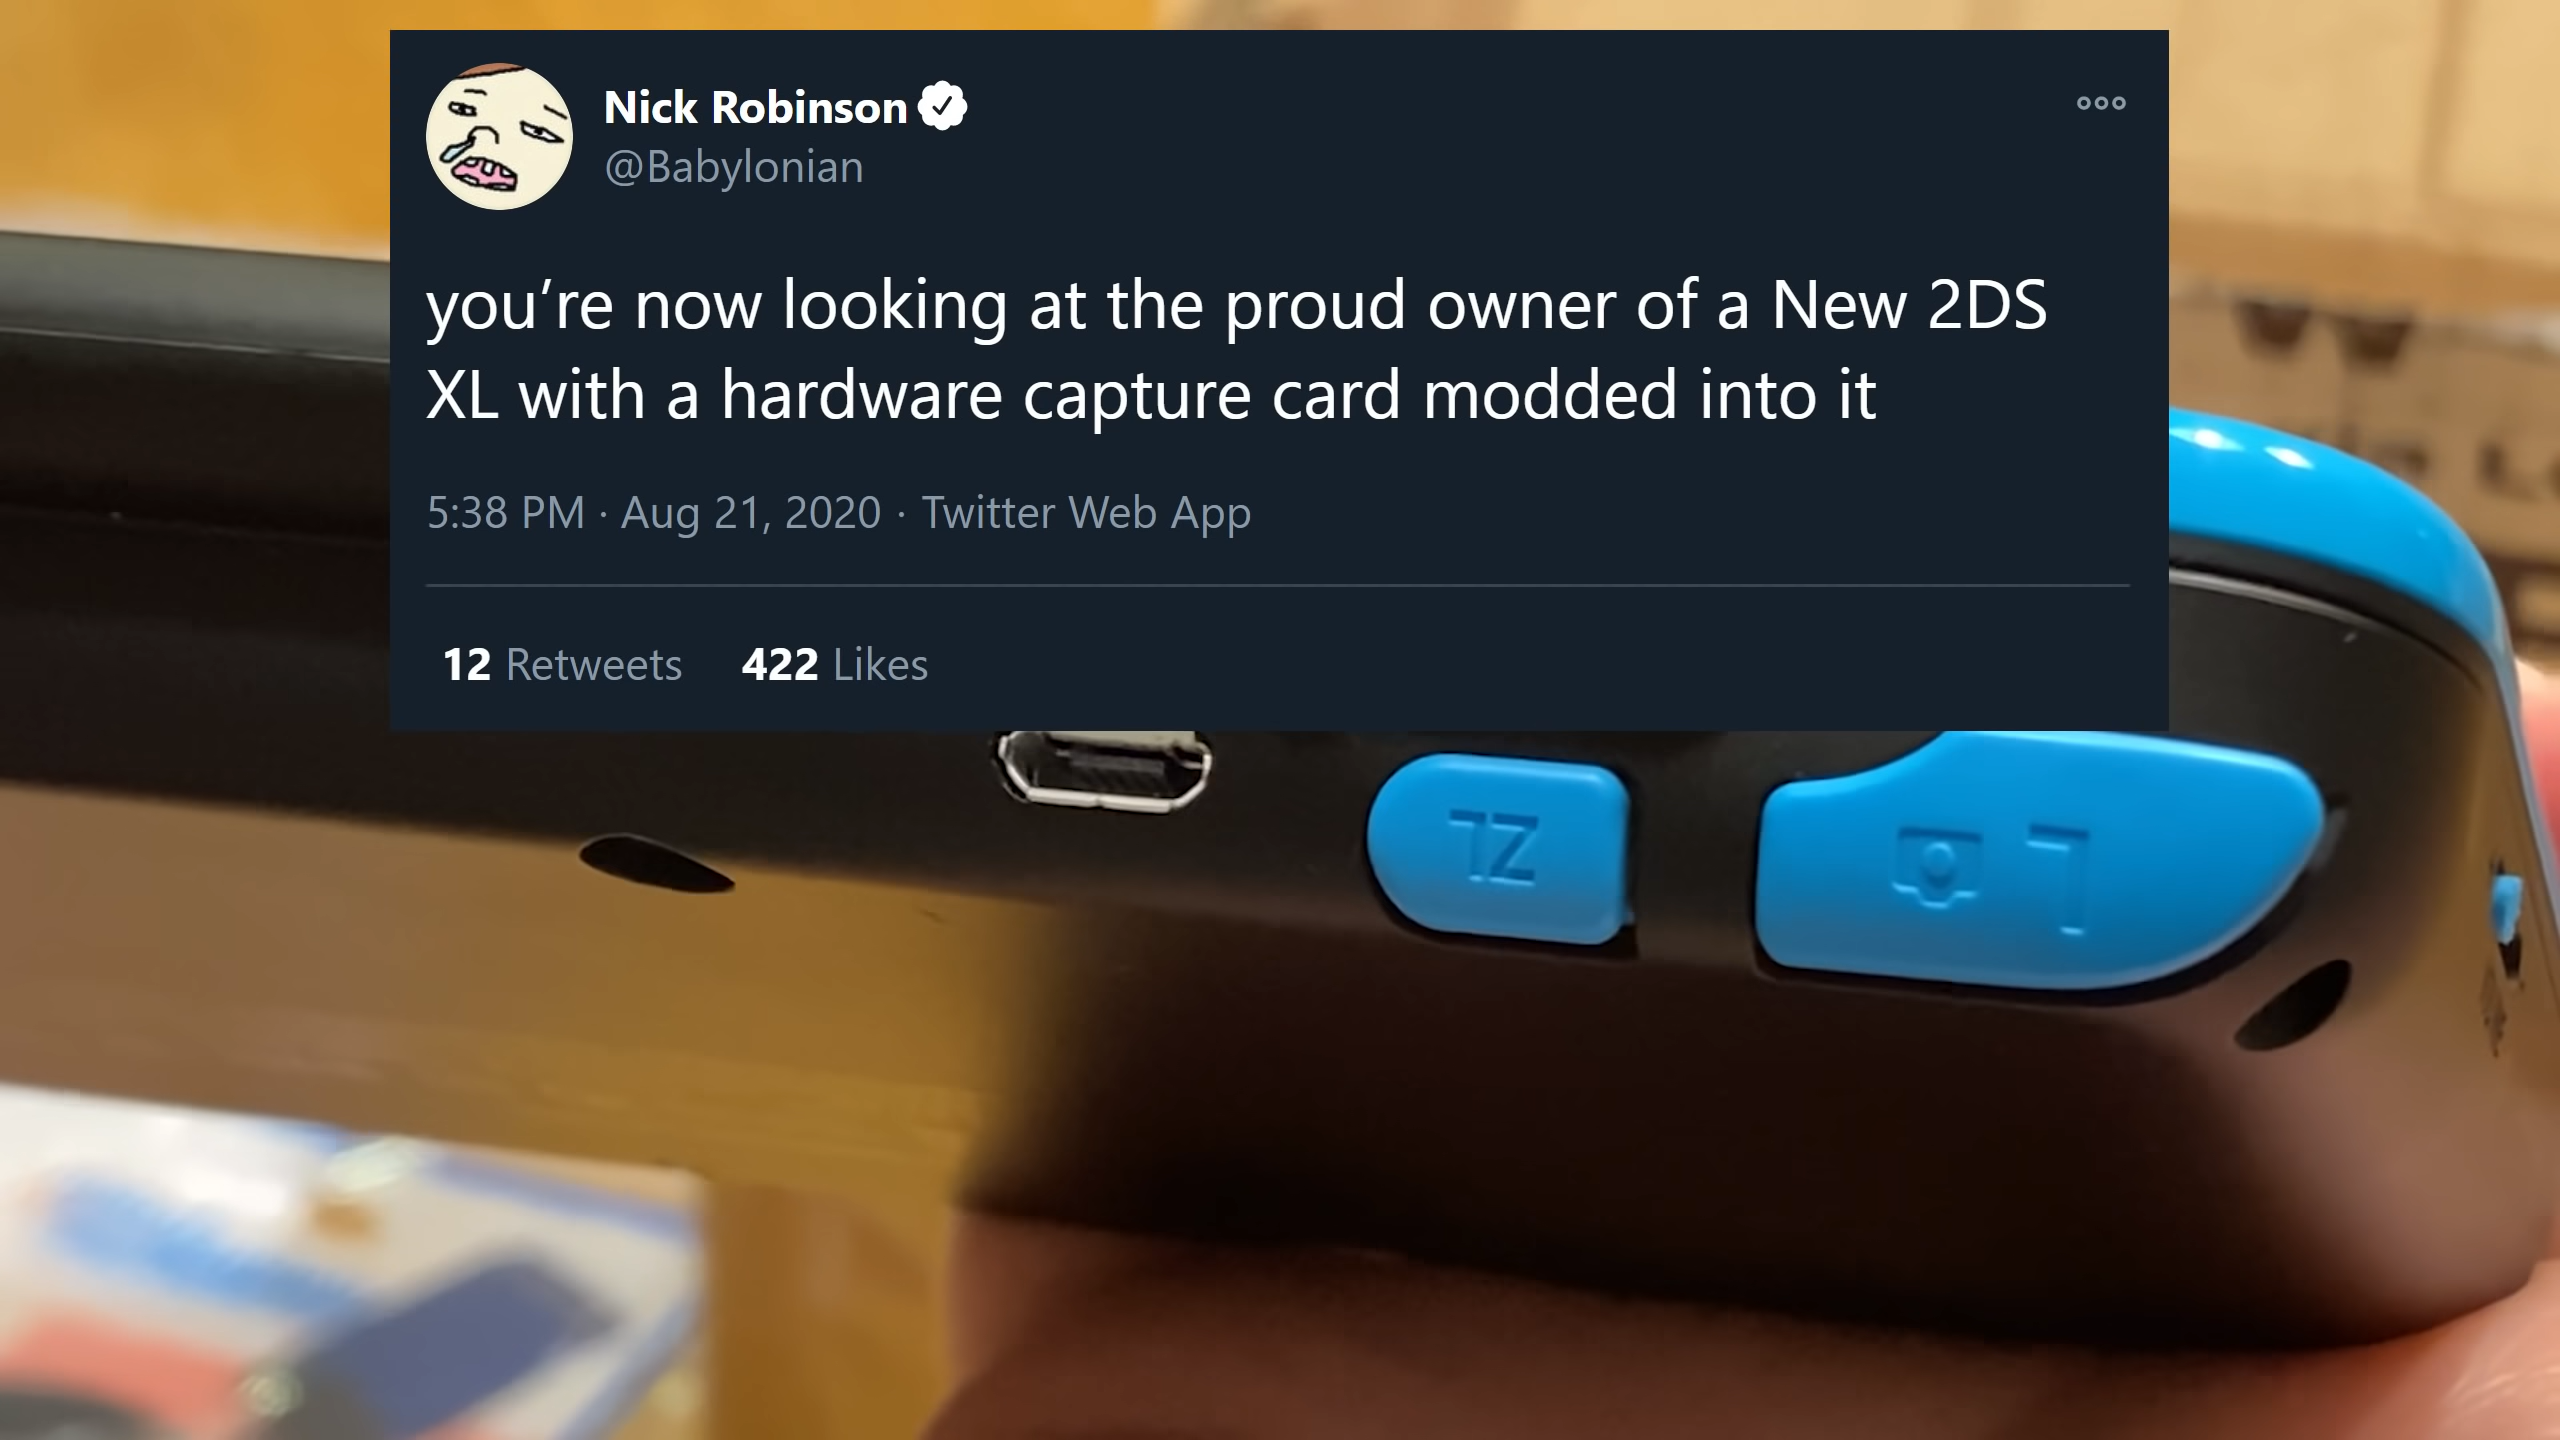 Nick Robinson
@Babylonian
you’re now looking at the proud owner of a New 2DS
XL with a hardware capture card modded into it
5:38 PM · Aug 21, 2020 · Twitter Web App
12 Retweets 422 Likes
ZL
L